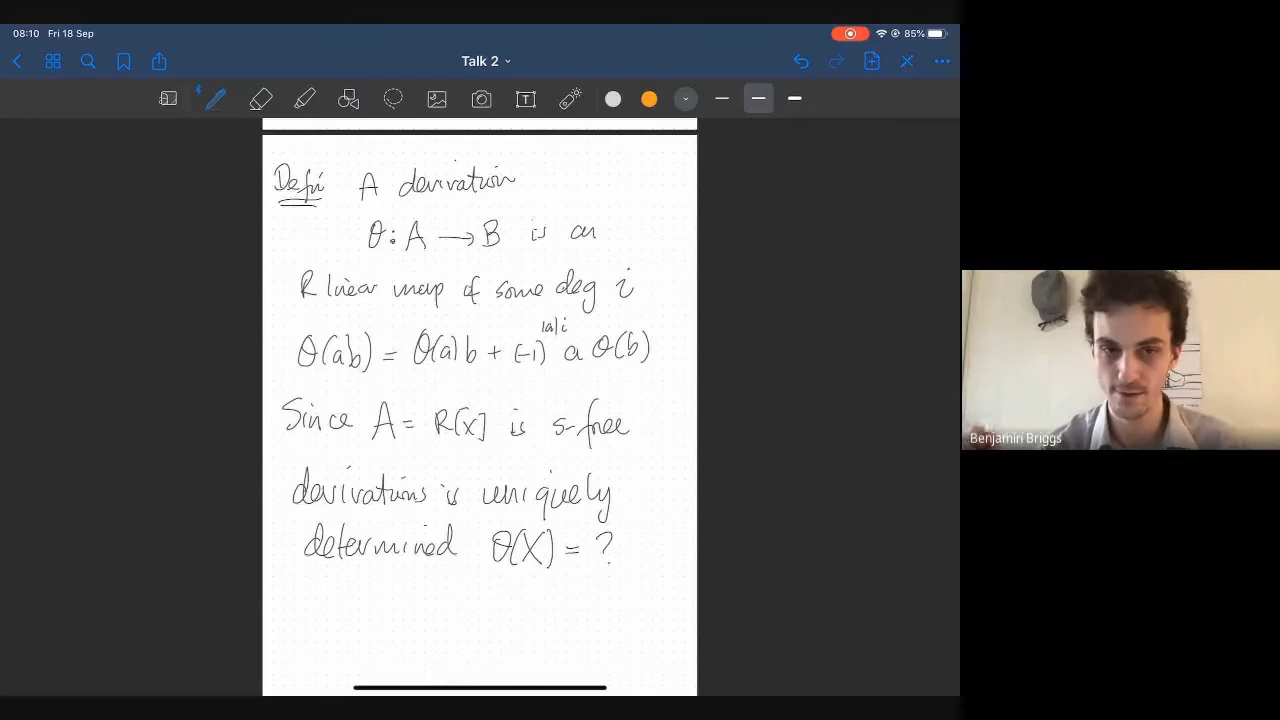 08:10 Fri 18 Sep
85%
Talk 2
T
Defn A derivation
θ: A → B is an
R linear map of some deg i
θ(ab) = θ(a)b + (-1)^{|a|i} a θ(b)
Since A = R[X] is s-free
derivations is uniquely
determined θ(X) = ?
Benjamin Briggs